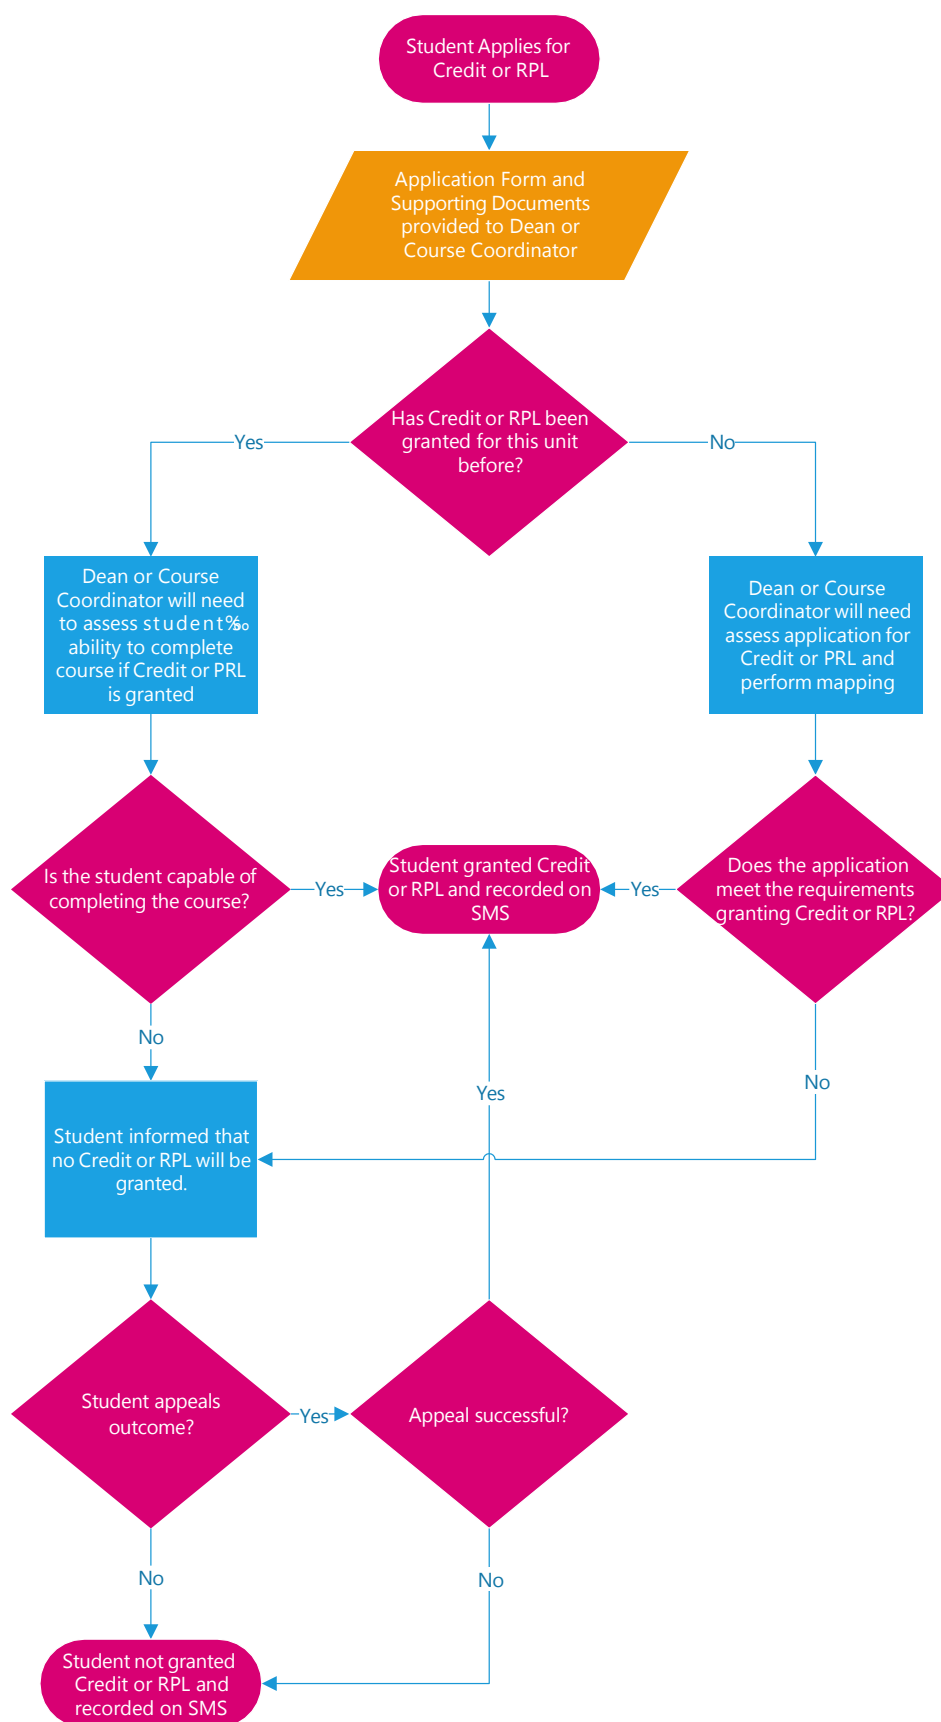 Student Applies for
Credit or RPL
Application Form and
Supporting Documents
provided to Dean or
Course Coordinator
Has Credit or RPL been
granted for this unit
before?
Yes
No
Dean or Course
Coordinator will need
to assess student‰
ability to complete
course if Credit or PRL
is granted
Dean or Course
Coordinator will need
assess application for
Credit or PRL and
perform mapping
Is the student capable of
completing the course?
Yes
Student granted Credit
or RPL and recorded on
SMS
Yes
Does the application
meet the requirements
granting Credit or RPL?
No
No
Yes
Student informed that
no Credit or RPL will be
granted.
Student appeals
outcome?
Yes
Appeal successful?
No
No
Student not granted
Credit or RPL and
recorded on SMS